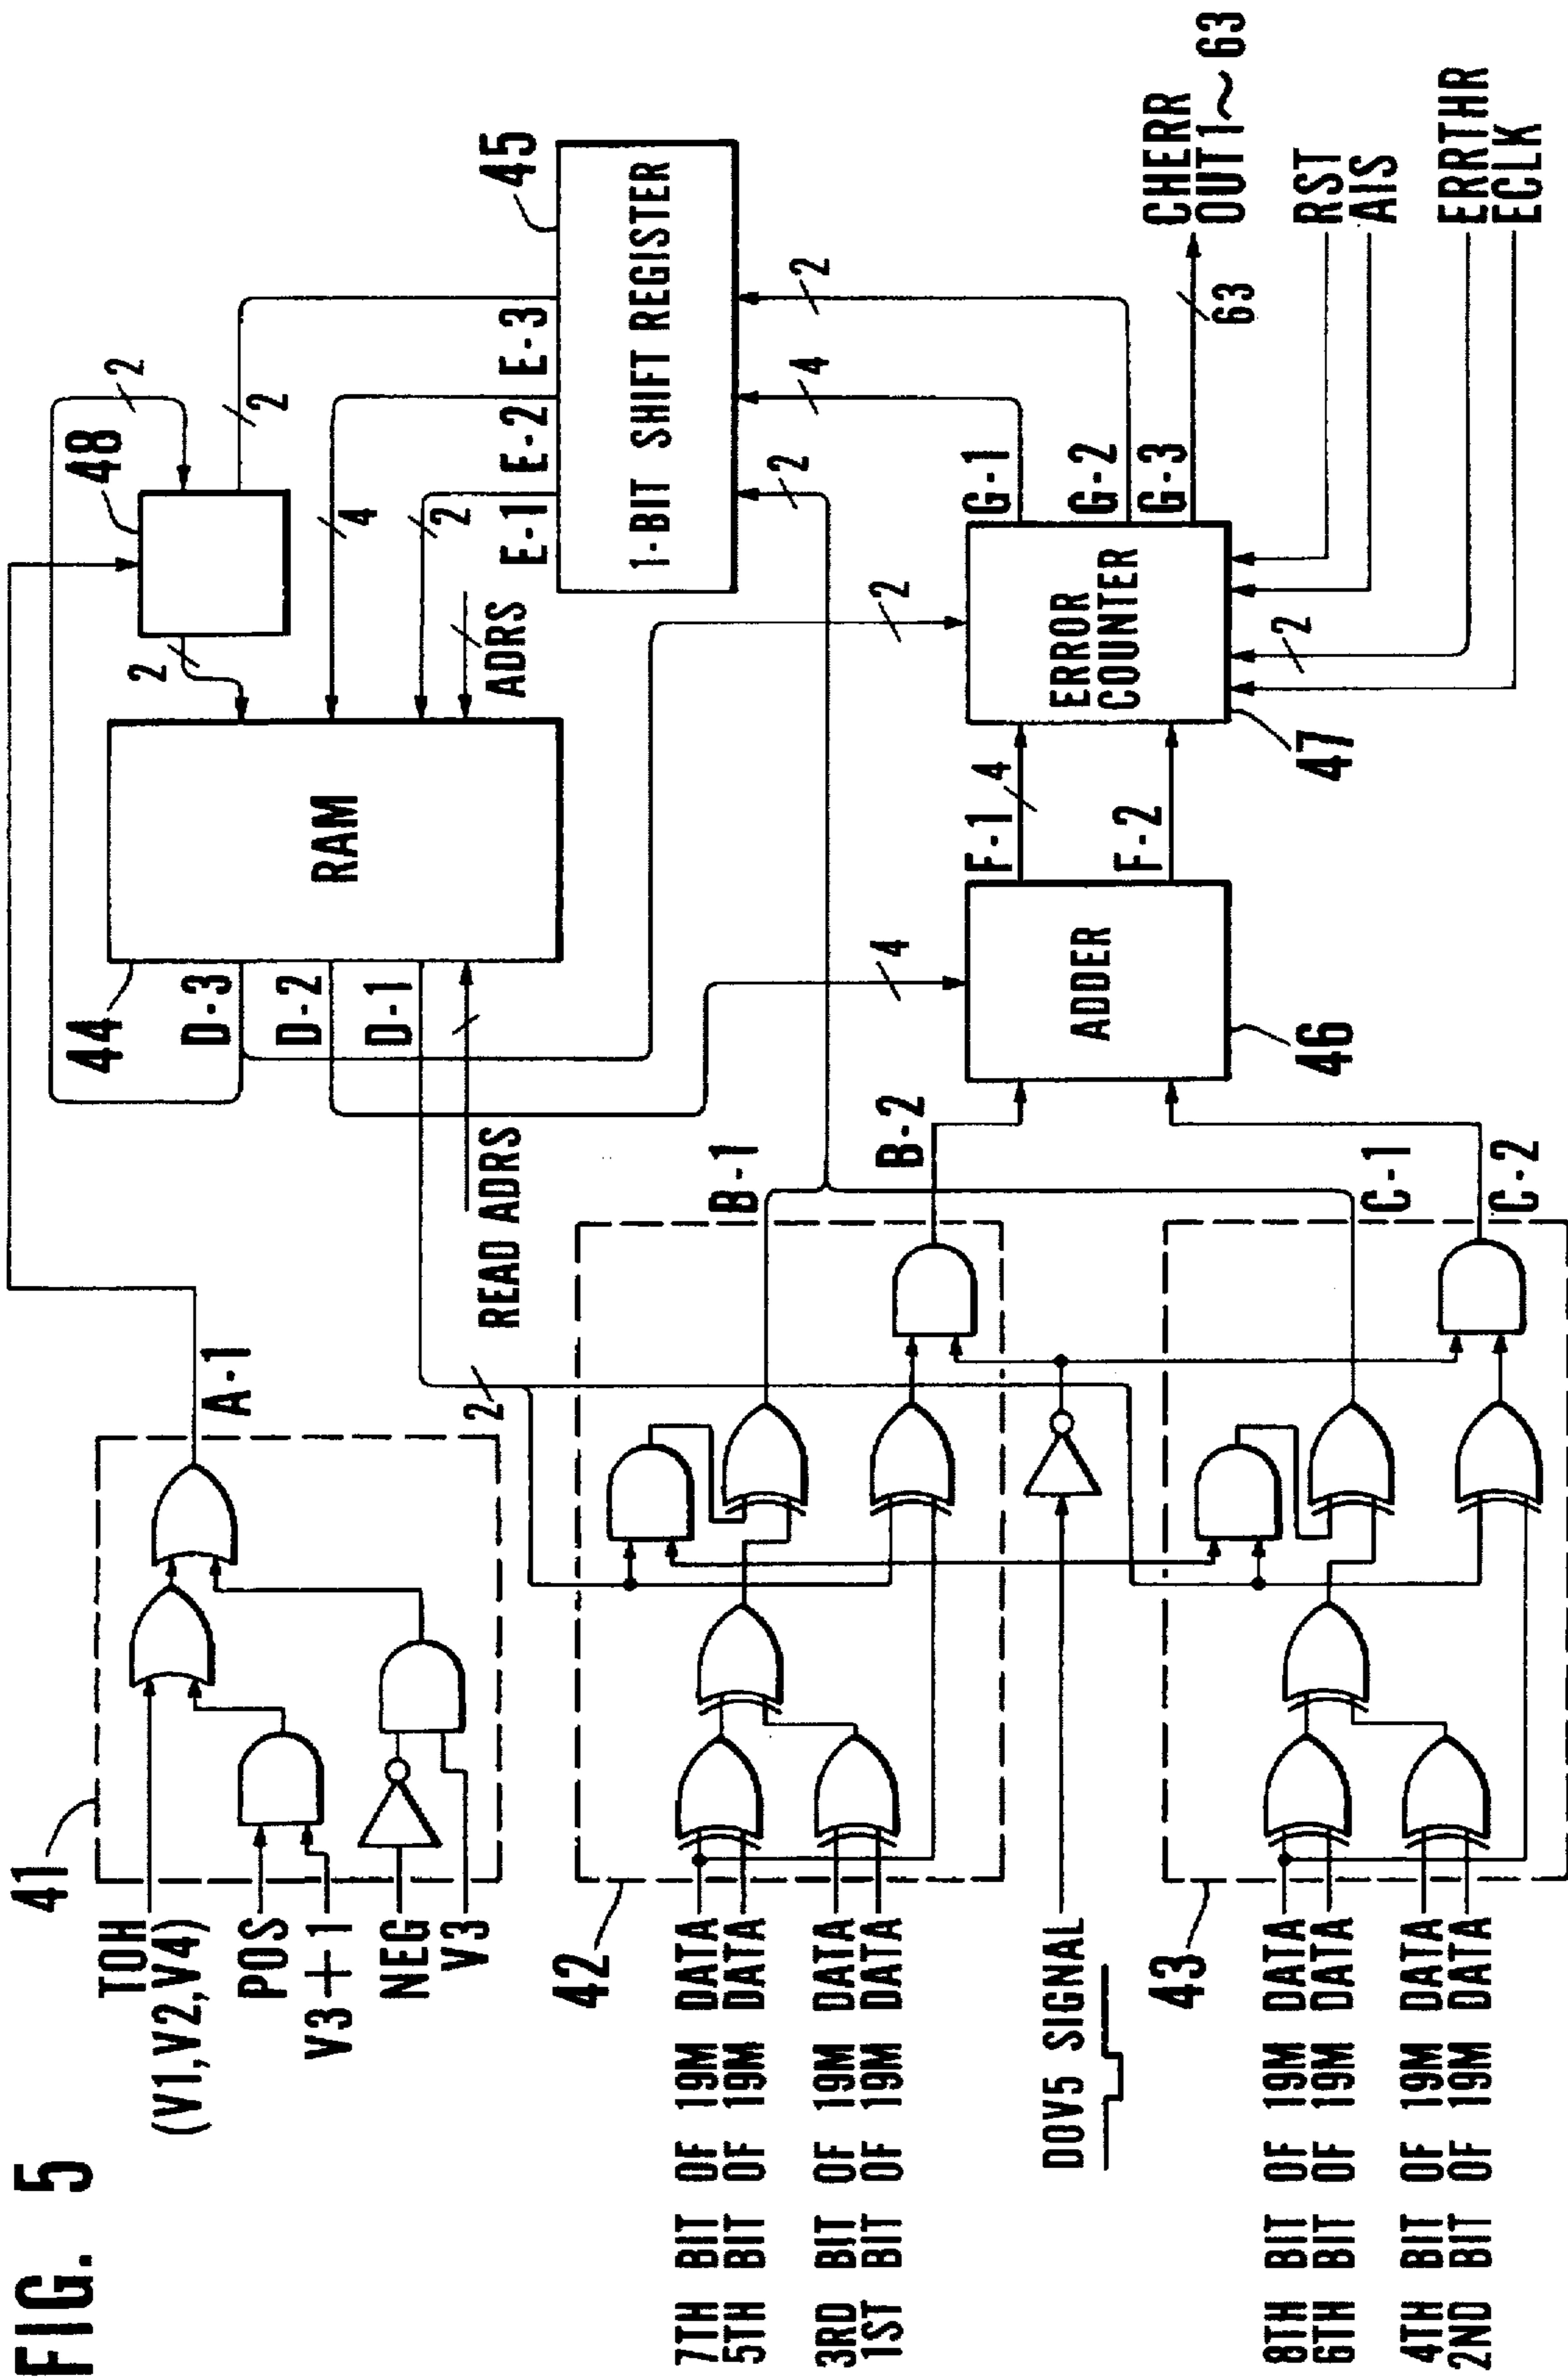 FIG. 5
41
TOH
(V1,V2,V4)
POS
V3+1
NEG
V3
A-1
42
7TH BIT OF 19M DATA
5TH BIT OF 19M DATA
3RD BIT OF 19M DATA
1ST BIT OF 19M DATA
B-1
B-2
DOV5 SIGNAL
43
8TH BIT OF 19M DATA
6TH BIT OF 19M DATA
4TH BIT OF 19M DATA
2ND BIT OF 19M DATA
C-1
C-2
2
READ ADRS
44
D-3
D-2
D-1
RAM
2
4
2
ADRS
48
2
2
45
E-1
E-2
E-3
1-BIT SHIFT REGISTER
2
4
2
4
ADDER
46
F-1
4
F-2
2
ERROR
COUNTER
47
G-1
G-2
G-3
2
63
CHERR
OUT1~63
RST
AIS
ERRTHR
ECLK